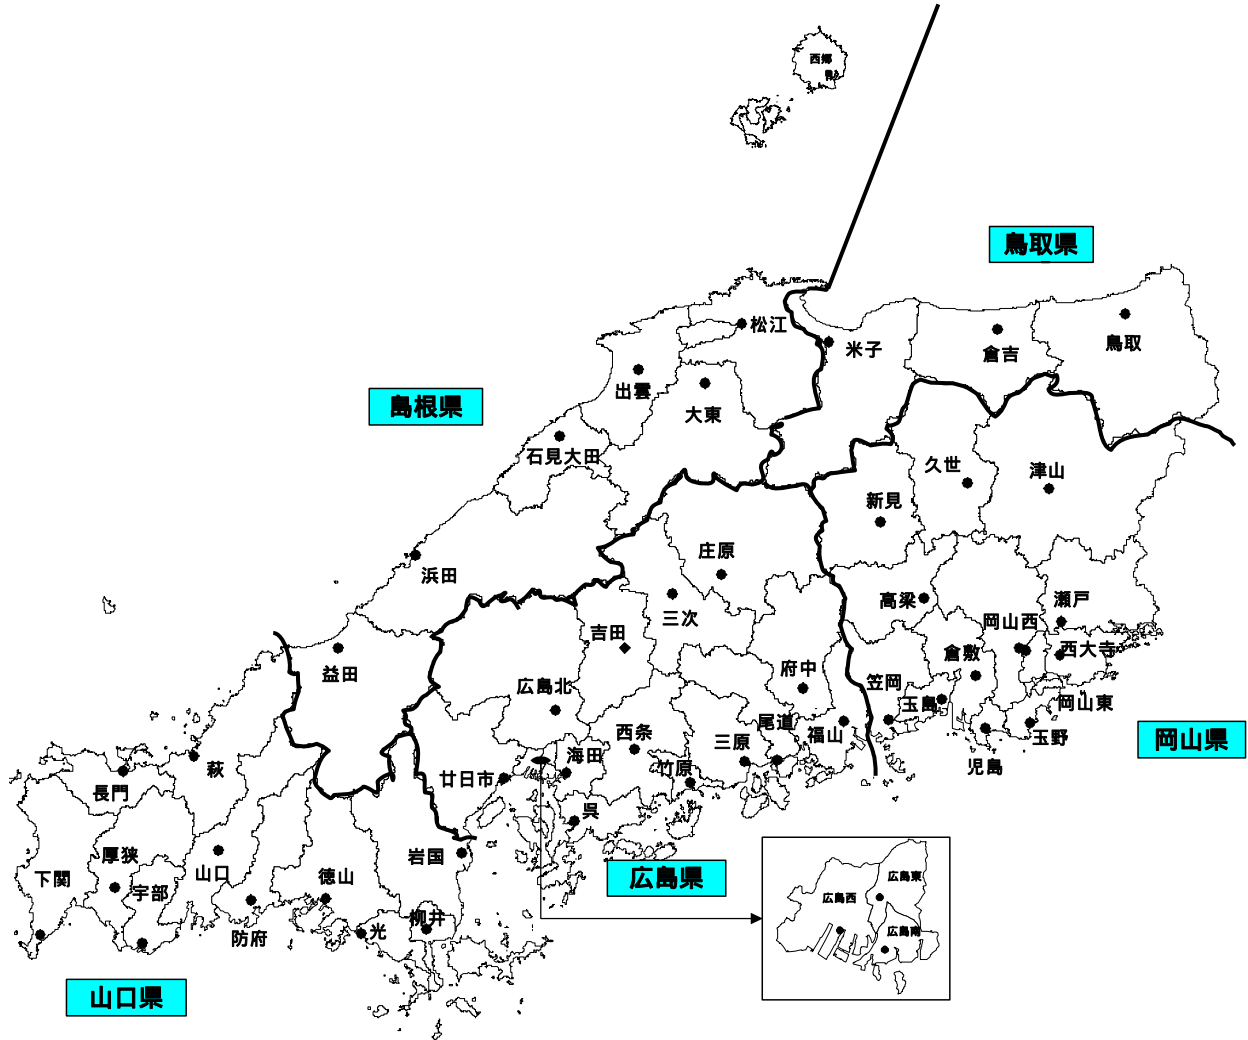 西郷
鳥取県
松江
米子
倉吉
鳥取
島根県
出雲
大東
石見大田
久世
津山
新見
浜田
庄原
高梁
瀬戸
三次
吉田
岡山西
西大寺
倉敷
益田
府中
笠岡
玉島
岡山東
広島北
西条
三原
尾道
福山
玉野
岡山県
児島
海田
竹原
廿日市
萩
長門
呉
厚狭
岩国
下関
宇部
山口
徳山
広島県
防府
光
柳井
広島東
広島西
広島南
山口県